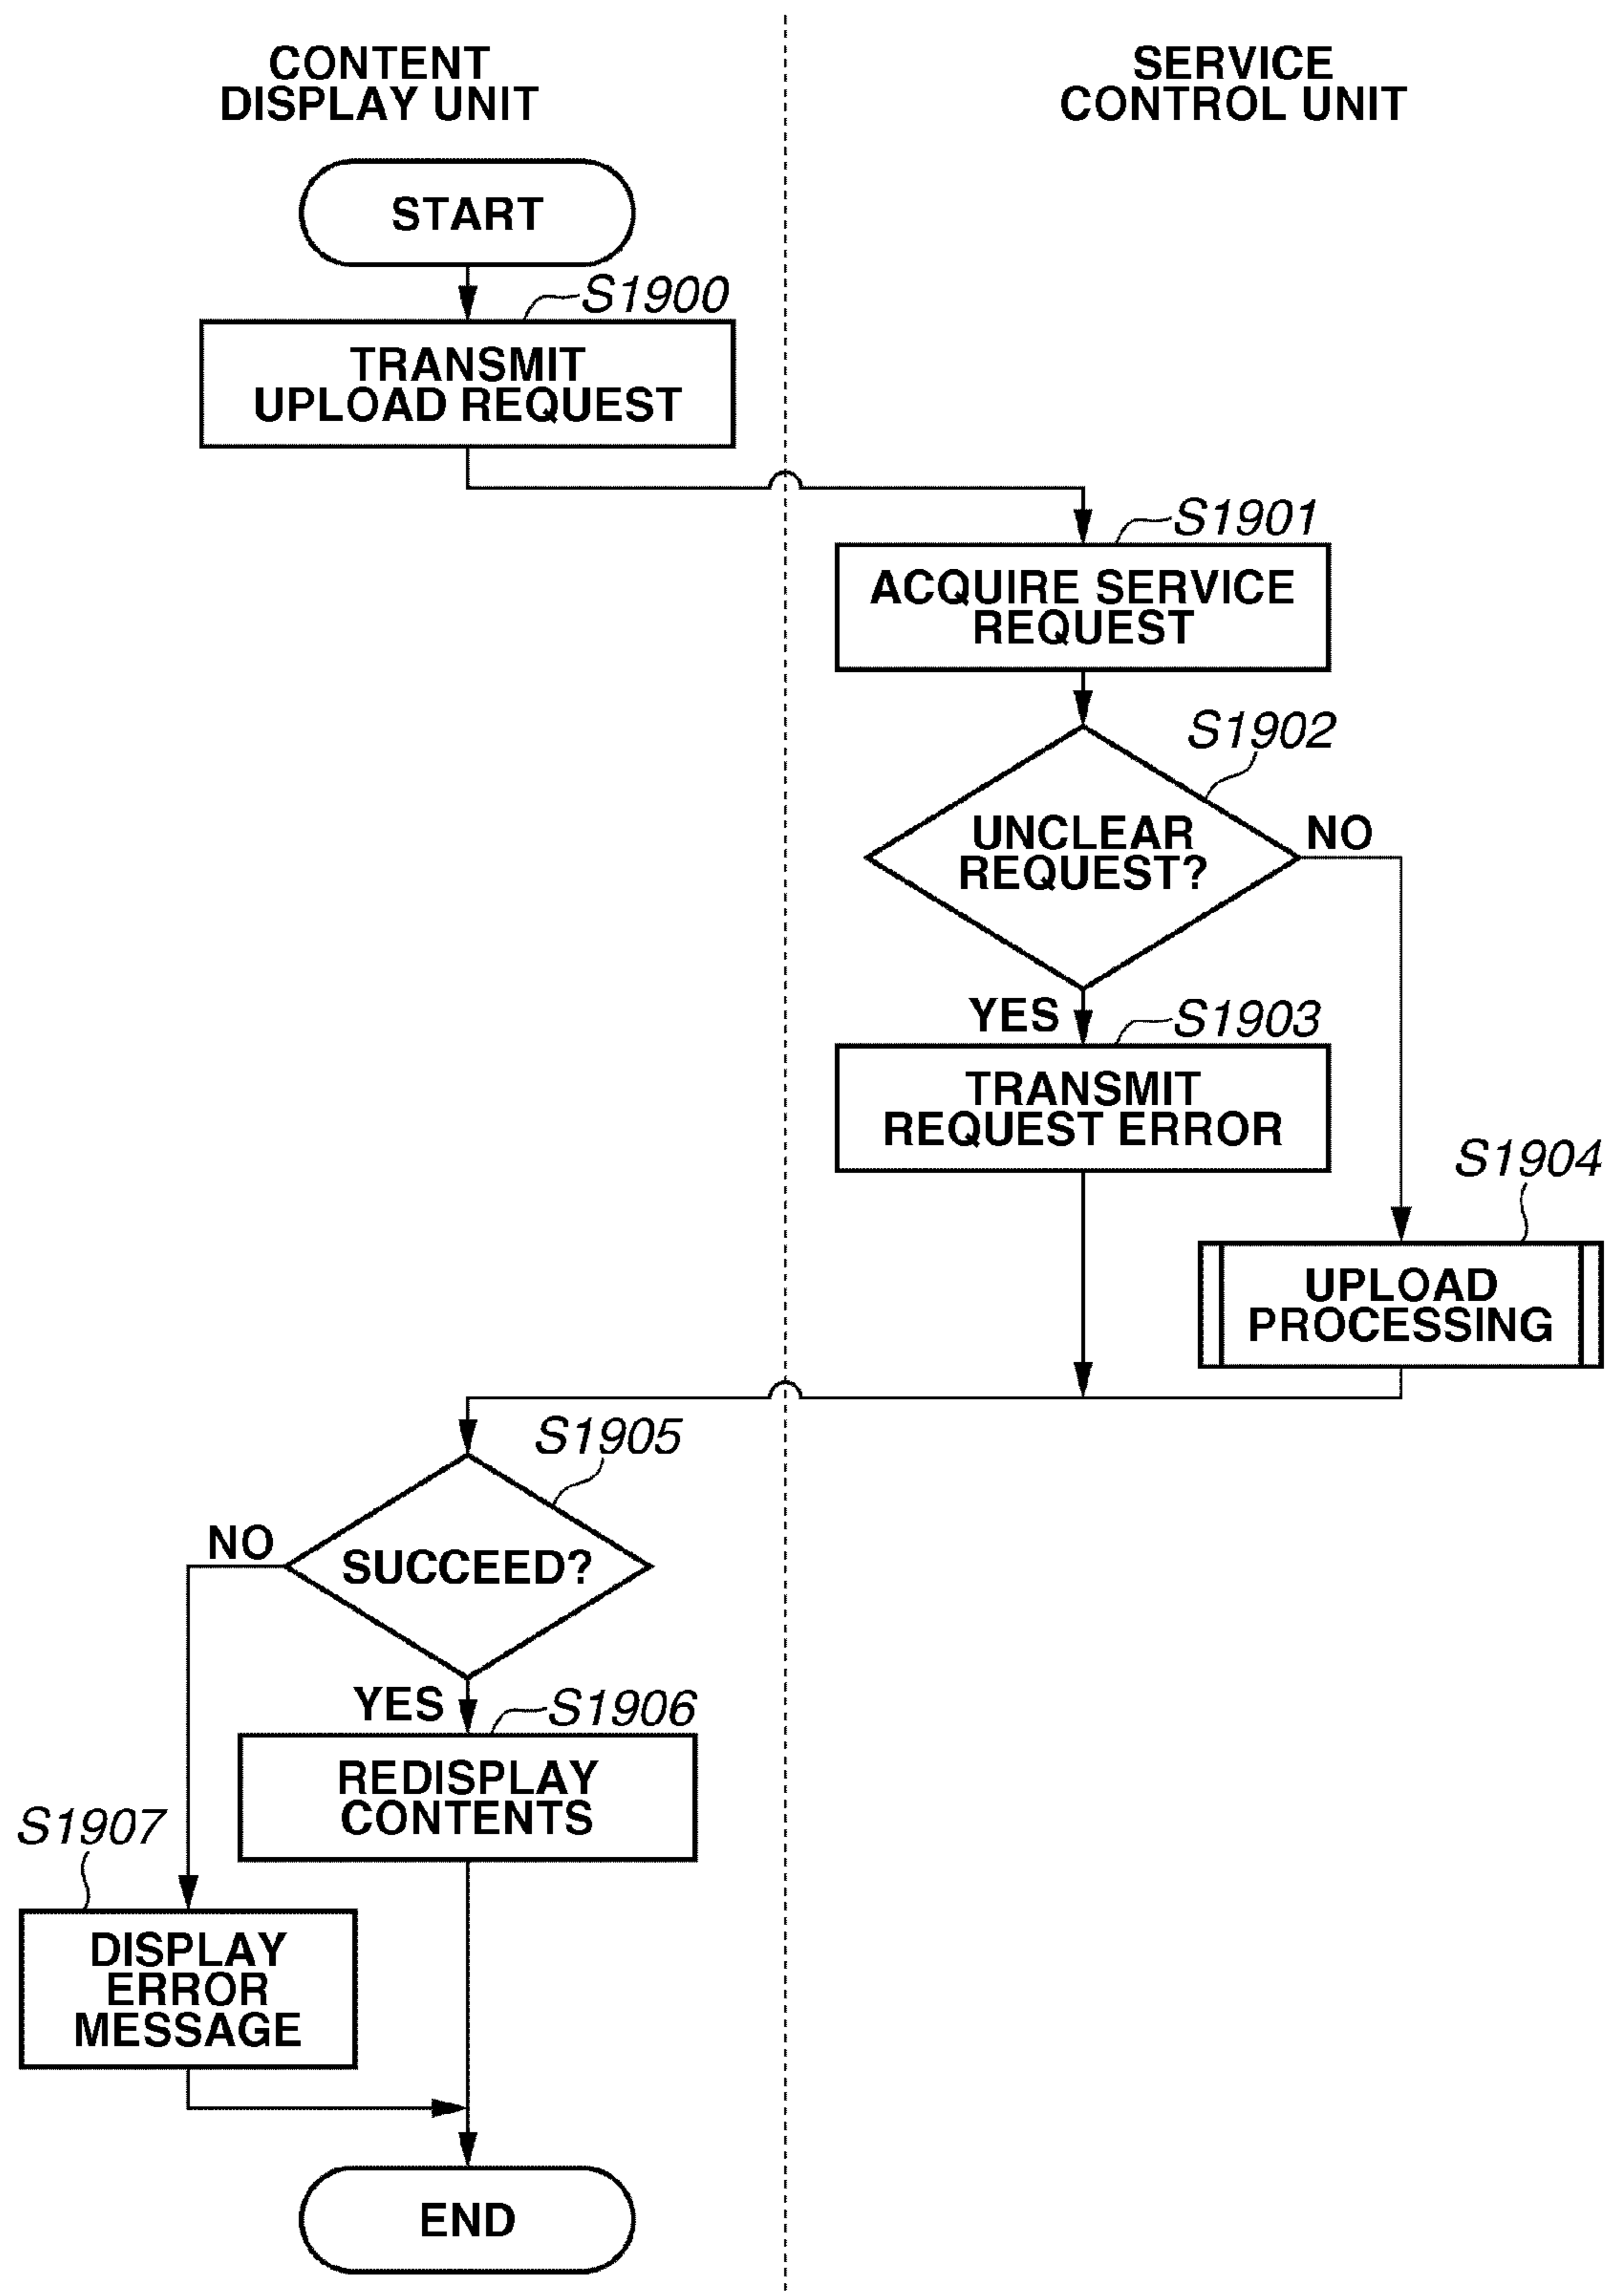 CONTENT
DISPLAY UNIT
SERVICE
CONTROL UNIT
START
S1900
TRANSMIT
UPLOAD REQUEST
S1901
ACQUIRE SERVICE
REQUEST
S1902
UNCLEAR
REQUEST?
NO
YES
S1903
TRANSMIT
REQUEST ERROR
S1904
UPLOAD
PROCESSING
S1905
NO
SUCCEED?
YES
S1906
REDISPLAY
CONTENTS
S1907
DISPLAY
ERROR
MESSAGE
END